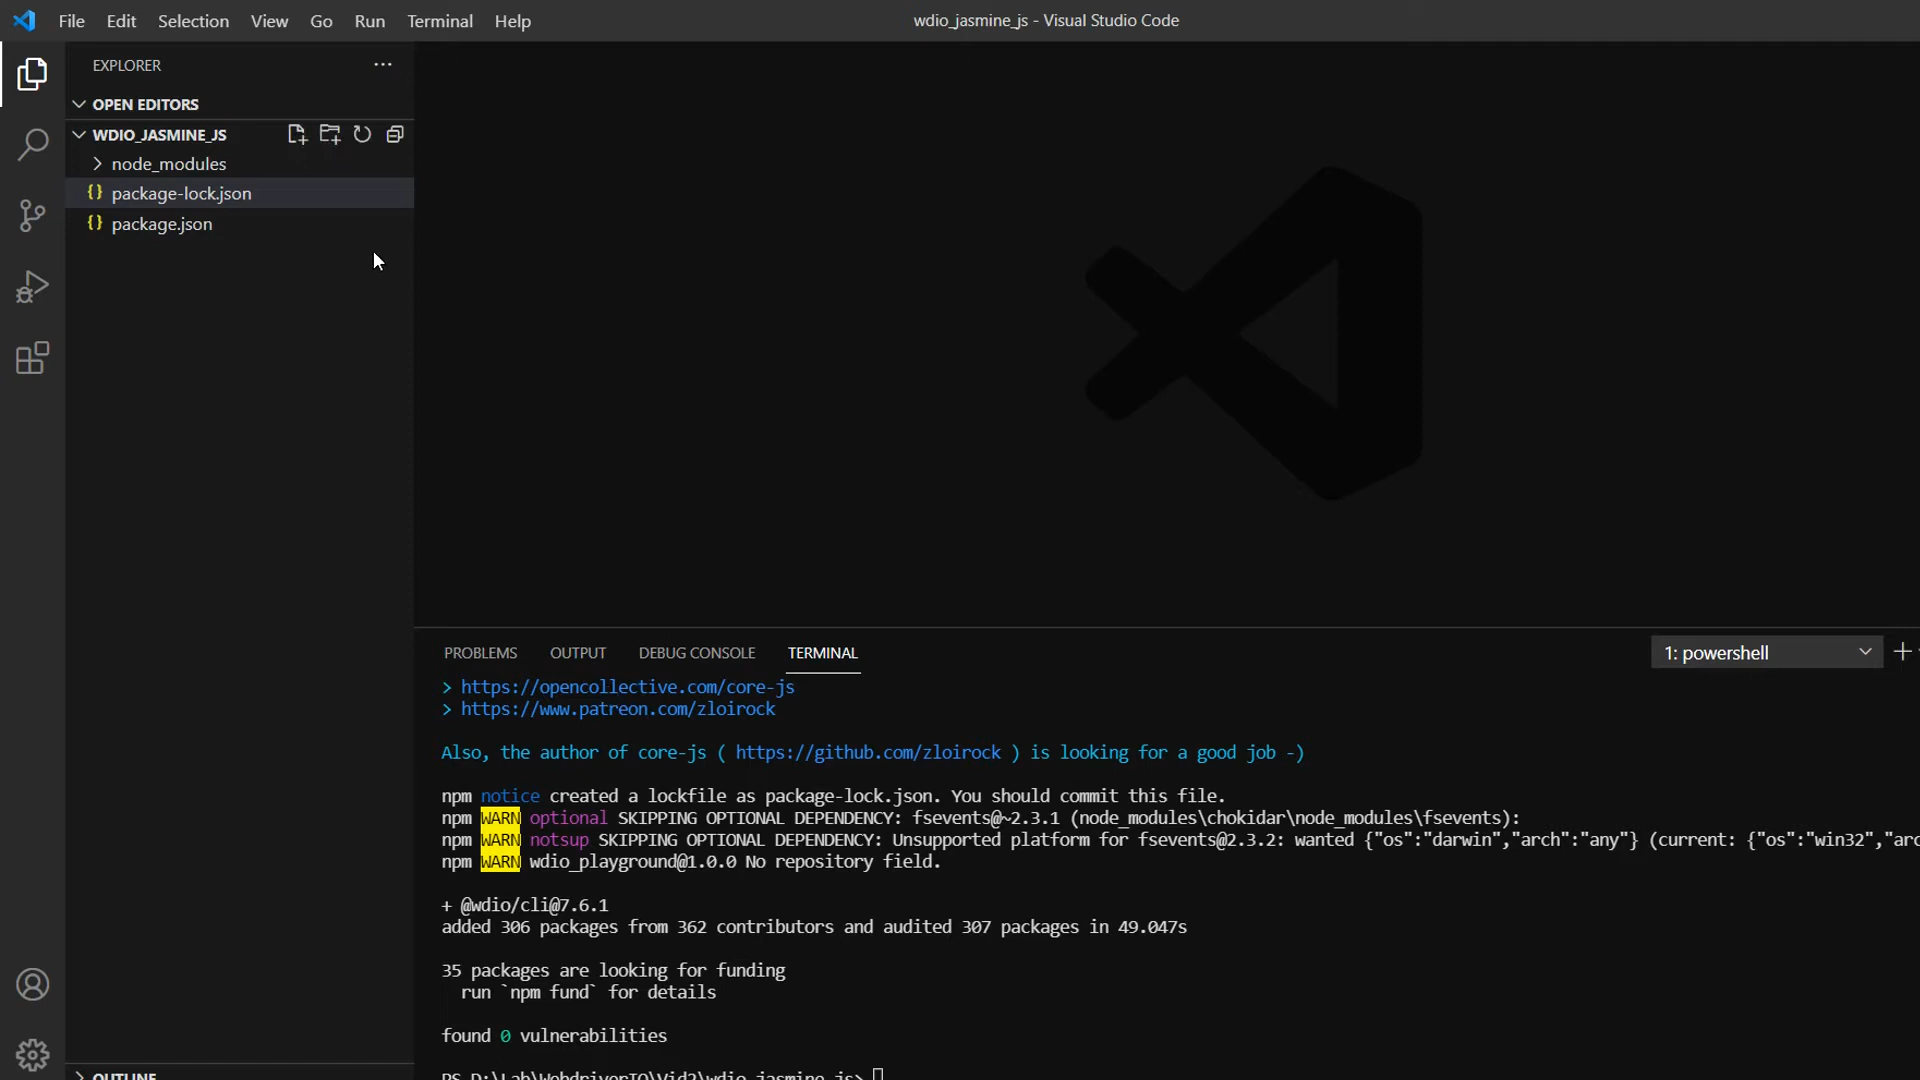 File Edit Selection View Go Run Terminal Help
wdio_jasmine_js - Visual Studio Code
EXPLORER
OPEN EDITORS
WDIO_JASMINE_JS
node_modules
{} package-lock.json
{} package.json
PROBLEMS OUTPUT DEBUG CONSOLE TERMINAL
1: powershell
> https://opencollective.com/core-js
> https://www.patreon.com/zloirock
Also, the author of core-js ( https://github.com/zloirock ) is looking for a good job -)
npm notice created a lockfile as package-lock.json. You should commit this file.
npm WARN optional SKIPPING OPTIONAL DEPENDENCY: fsevents@~2.3.1 (node_modules\chokidar\node_modules\fsevents):
npm WARN notsup SKIPPING OPTIONAL DEPENDENCY: Unsupported platform for fsevents@2.3.2: wanted {"os":"darwin","arch":"any"} (current: {"os":"win32","arc
npm WARN wdio_playground@1.0.0 No repository field.
+ @wdio/cli@7.6.1
added 306 packages from 362 contributors and audited 307 packages in 49.047s
35 packages are looking for funding
run `npm fund` for details
found 0 vulnerabilities
PS D:\Lab\WebdriverIO\Vid2\wdio_jasmine_js>
OUTLINE